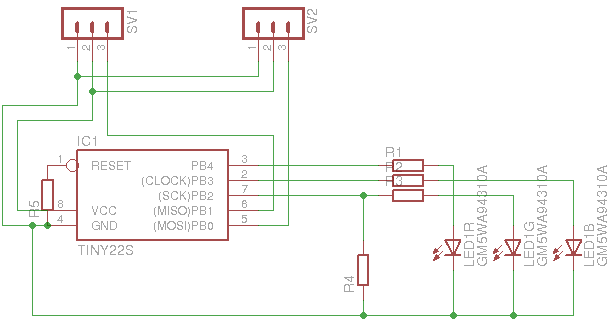 SV1
SV2
1
2
3
1
2
3
IC1
1
RESET
PB4
3
(CLOCK)PB3
2
(SCK)PB2
7
8
VCC
(MISO)PB1
6
4
GND
(MOSI)PB0
5
TINY22S
R5
R1
R3
R4
LED1R
GM5WA94310A
LED1G
GM5WA94310A
LED1B
GM5WA94310A